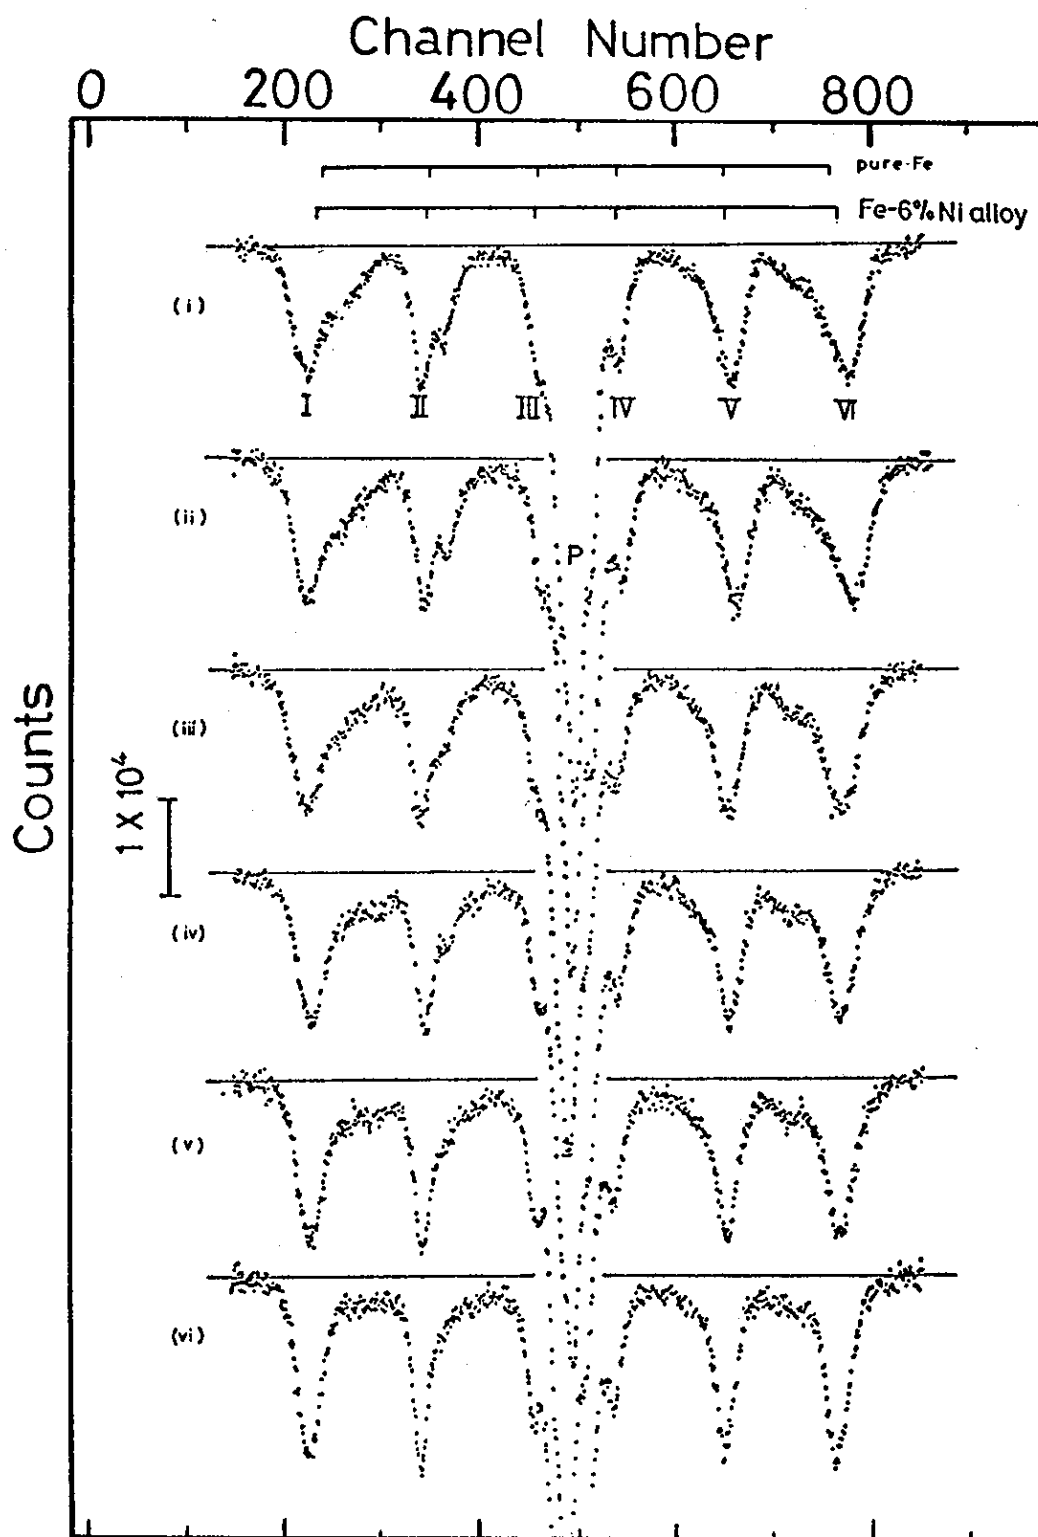 Channel Number
0 200 400 600 800
pure-Fe
Fe-6%Ni alloy
(i)
I II III IV V VI
(ii)
P
(iii)
Counts
1 X 10⁴
(iv)
(v)
(vi)